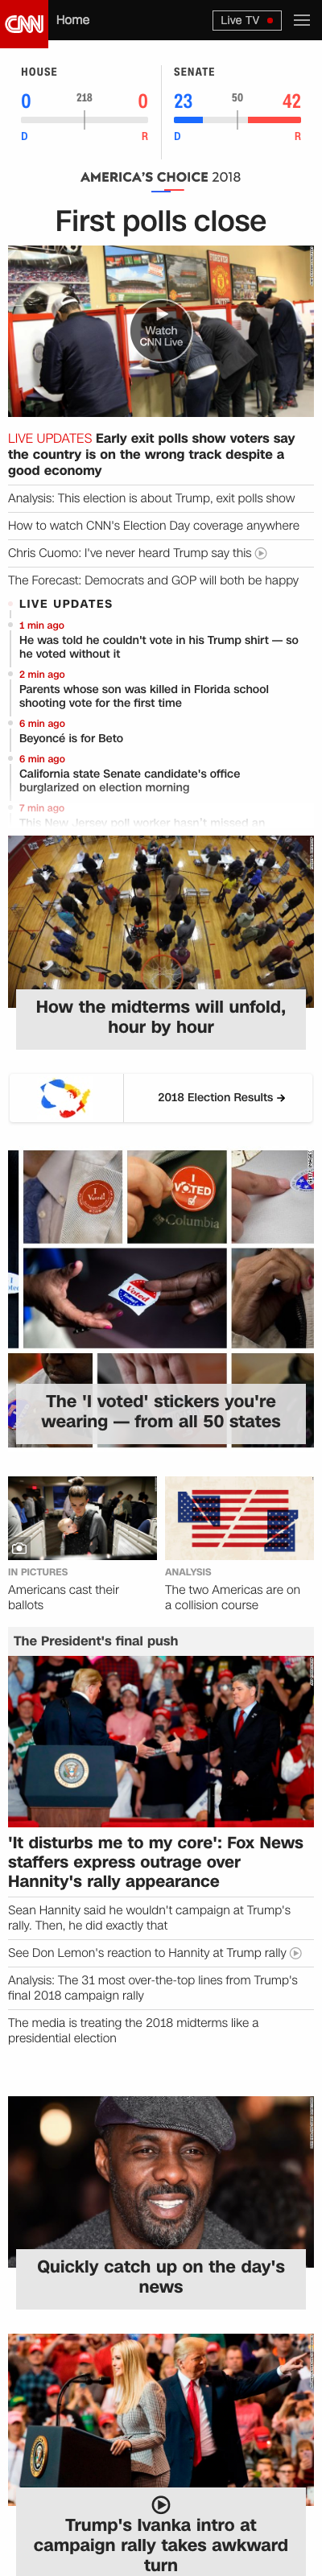 CNN Home Live TV
HOUSE
0 218 0
D R
SENATE
23 50 42
D R
AMERICA'S CHOICE 2018
First polls close
Watch
CNN Live
LIVE UPDATES Early exit polls show voters say
the country is on the wrong track despite a
good economy
Analysis: This election is about Trump, exit polls show
How to watch CNN's Election Day coverage anywhere
Chris Cuomo: I've never heard Trump say this
The Forecast: Democrats and GOP will both be happy
LIVE UPDATES
1 min ago
He was told he couldn't vote in his Trump shirt — so
he voted without it
2 min ago
Parents whose son was killed in Florida school
shooting vote for the first time
6 min ago
Beyoncé is for Beto
6 min ago
California state Senate candidate's office
burglarized on election morning
7 min ago
This New Jersey poll worker hasn't missed an
How the midterms will unfold,
hour by hour
2018 Election Results →
I VOTED
Columbia
The 'I voted' stickers you're
wearing — from all 50 states
IN PICTURES
Americans cast their
ballots
ANALYSIS
The two Americas are on
a collision course
The President's final push
'It disturbs me to my core': Fox News
staffers express outrage over
Hannity's rally appearance
Sean Hannity said he wouldn't campaign at Trump's
rally. Then, he did exactly that
See Don Lemon's reaction to Hannity at Trump rally
Analysis: The 31 most over-the-top lines from Trump's
final 2018 campaign rally
The media is treating the 2018 midterms like a
presidential election
Quickly catch up on the day's
news
Trump's Ivanka intro at
campaign rally takes awkward
turn